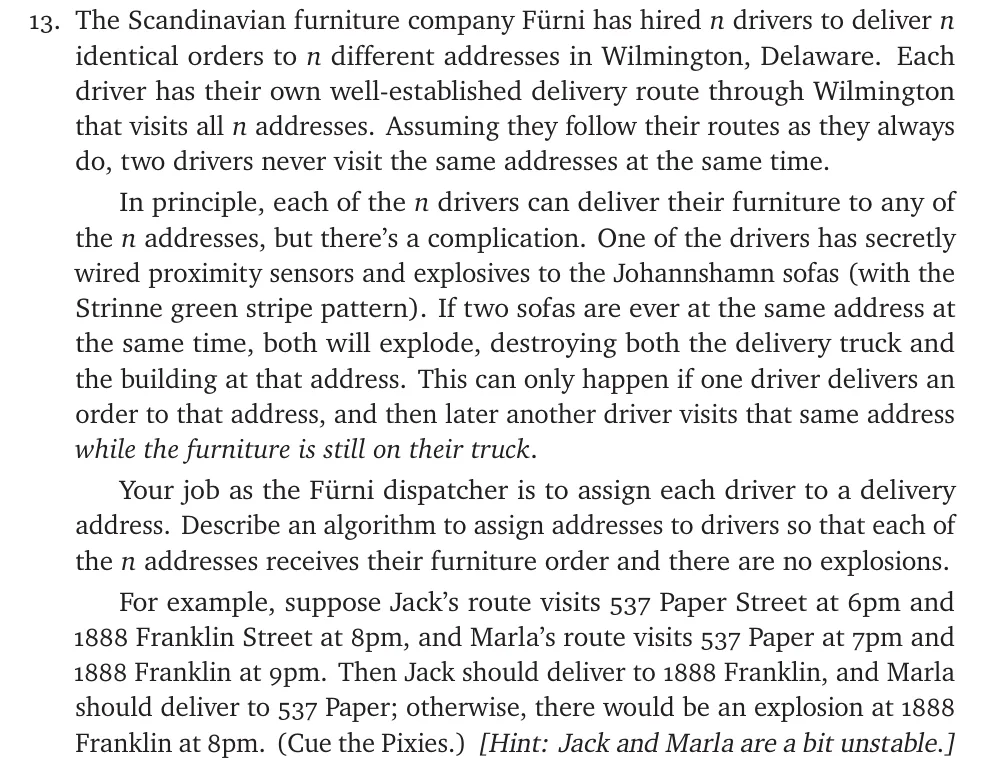 13. The Scandinavian furniture company Fürni has hired n drivers to deliver n
identical orders to n different addresses in Wilmington, Delaware. Each
driver has their own well-established delivery route through Wilmington
that visits all n addresses. Assuming they follow their routes as they always
do, two drivers never visit the same addresses at the same time.
In principle, each of the n drivers can deliver their furniture to any of
the n addresses, but there's a complication. One of the drivers has secretly
wired proximity sensors and explosives to the Johannshamn sofas (with the
Strinne green stripe pattern). If two sofas are ever at the same address at
the same time, both will explode, destroying both the delivery truck and
the building at that address. This can only happen if one driver delivers an
order to that address, and then later another driver visits that same address
while the furniture is still on their truck.
Your job as the Fürni dispatcher is to assign each driver to a delivery
address. Describe an algorithm to assign addresses to drivers so that each of
the n addresses receives their furniture order and there are no explosions.
For example, suppose Jack's route visits 537 Paper Street at 6pm and
1888 Franklin Street at 8pm, and Marla's route visits 537 Paper at 7pm and
1888 Franklin at 9pm. Then Jack should deliver to 1888 Franklin, and Marla
should deliver to 537 Paper; otherwise, there would be an explosion at 1888
Franklin at 8pm. (Cue the Pixies.) [Hint: Jack and Marla are a bit unstable.]